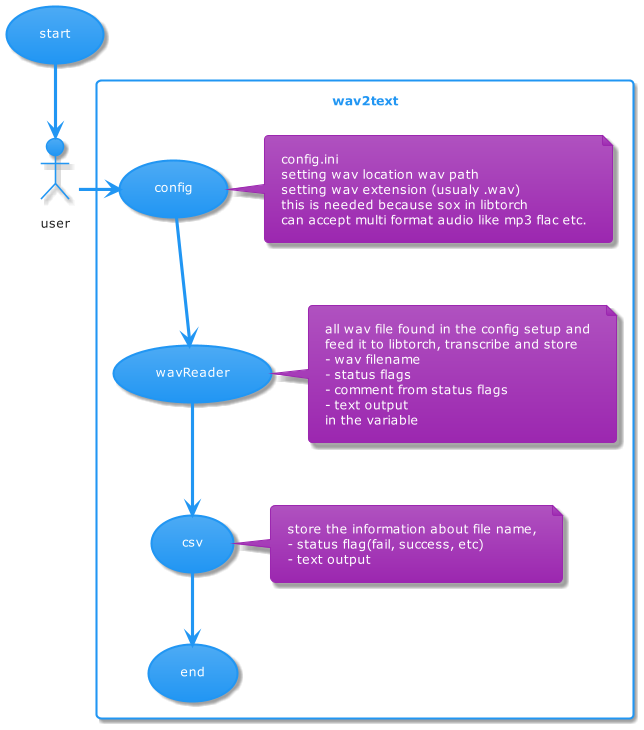 start
wav2text
config.ini
setting wav location wav path
setting wav extension (usualy .wav)
this is needed because sox in libtorch
can accept multi format audio like mp3 flac etc.
config
user
all wav file found in the config setup and
feed it to libtorch, transcribe and store
- wav filename
- status flags
- comment from status flags
- text output
in the variable
wavReader
store the information about file name,
- status flag(fail, success, etc)
- text output
csv
end